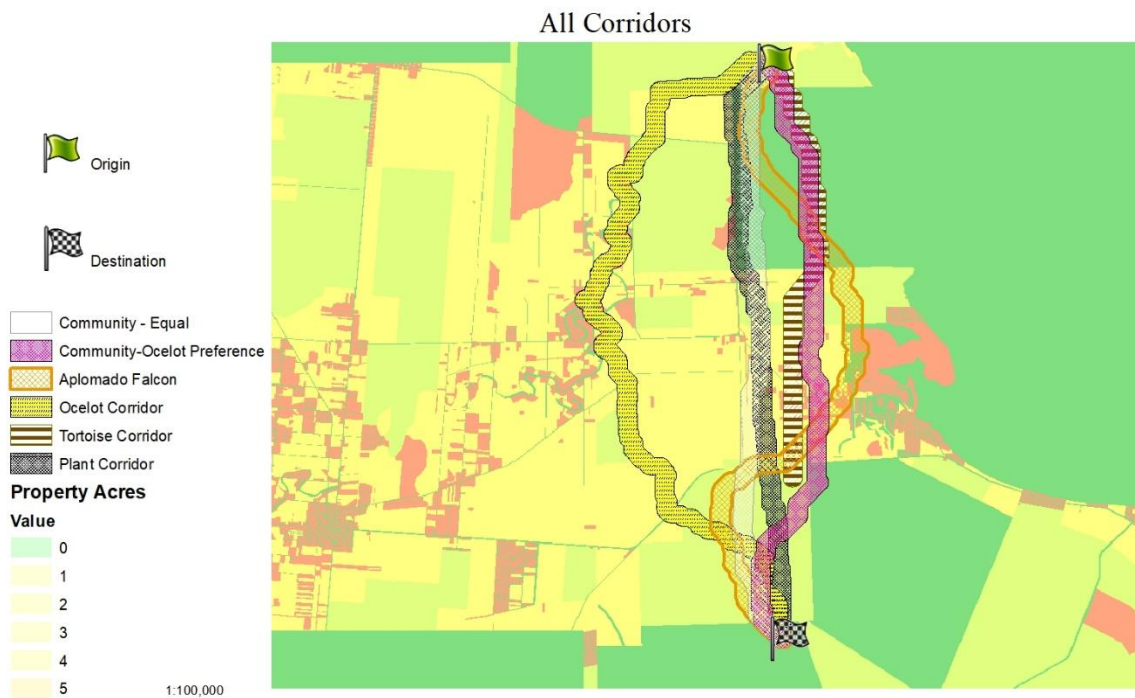 All Corridors
Origin
Destination
Community - Equal
Community-Ocelot Preference
Aplomado Falcon
Ocelot Corridor
Tortoise Corridor
Plant Corridor
Property Acres
Value
0
1
2
3
4
5
1:100,000